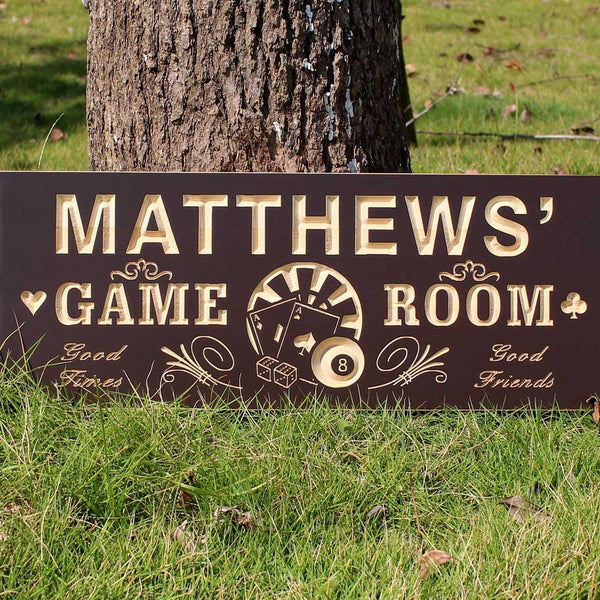 MATTHEWS'
GAME ROOM
Good Good
Times Friends
A A
8